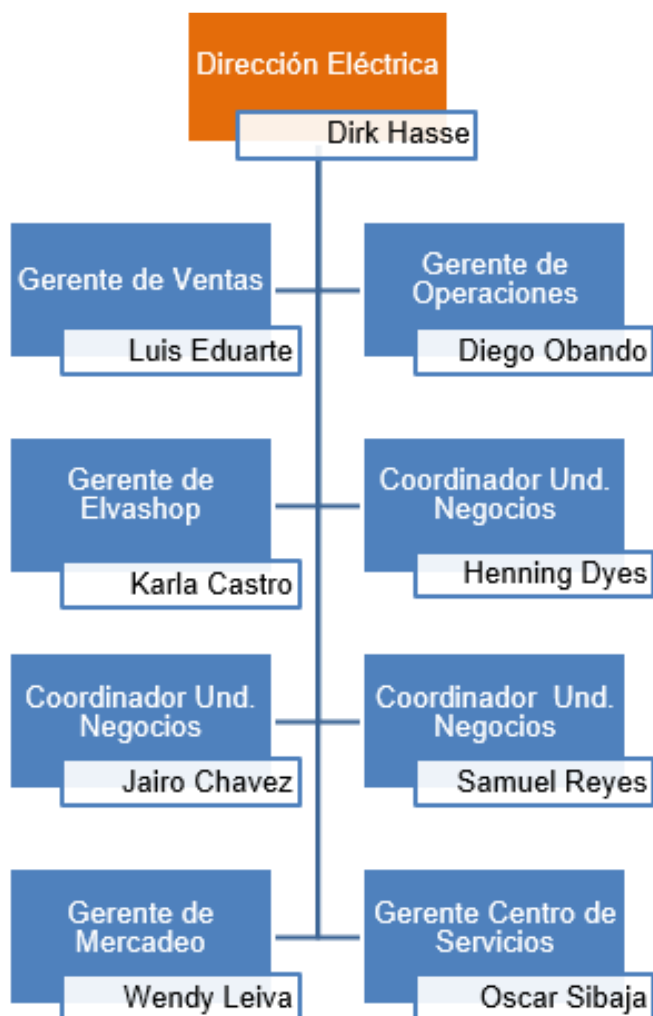 Dirección Eléctrica
Dirk Hasse
Gerente de Ventas
Luis Eduarte
Gerente de
Operaciones
Diego Obando
Gerente de
Elvashop
Karla Castro
Coordinador Und.
Negocios
Henning Dyes
Coordinador Und.
Negocios
Jairo Chavez
Coordinador  Und.
Negocios
Samuel Reyes
Gerente de
Mercadeo
Wendy Leiva
Gerente Centro de
Servicios
Oscar Sibaja